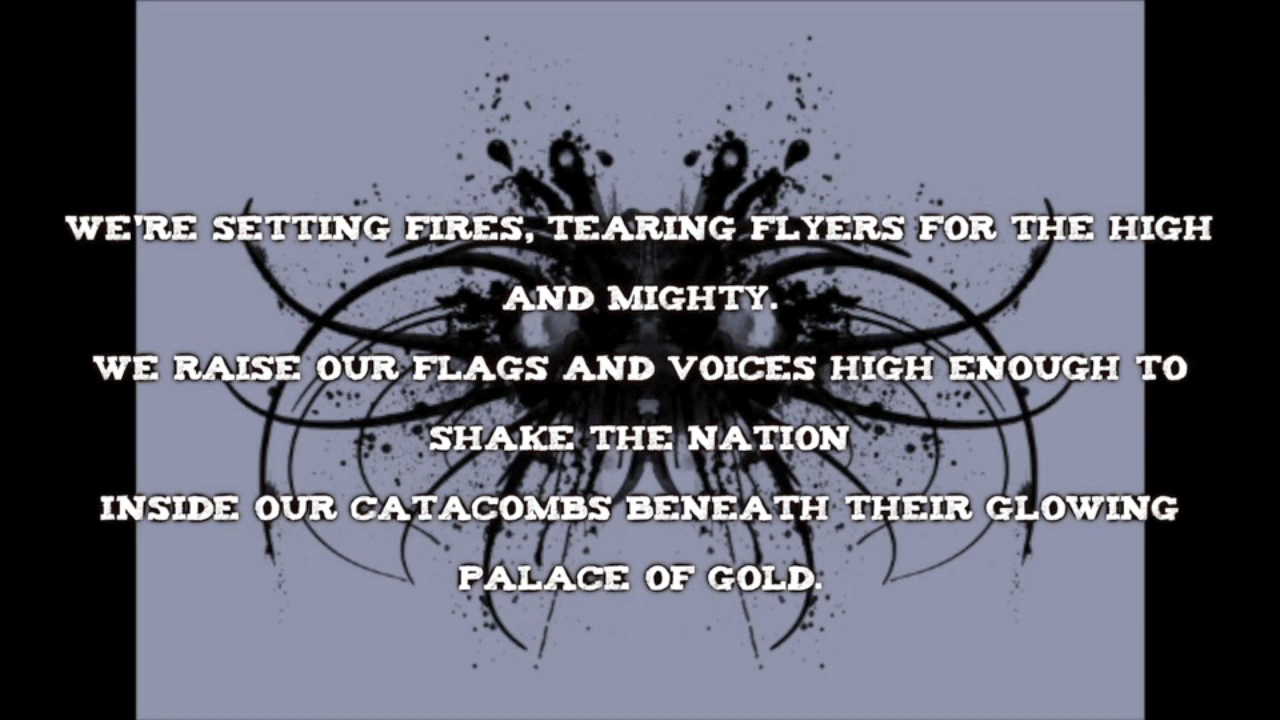 WE'RE SETTING FIRES, TEARING FLYERS FOR THE HIGH
AND MIGHTY.
WE RAISE OUR FLAGS AND VOICES HIGH ENOUGH TO
SHAKE THE NATION
INSIDE OUR CATACOMBS BENEATH THEIR GLOWING
PALACE OF GOLD.